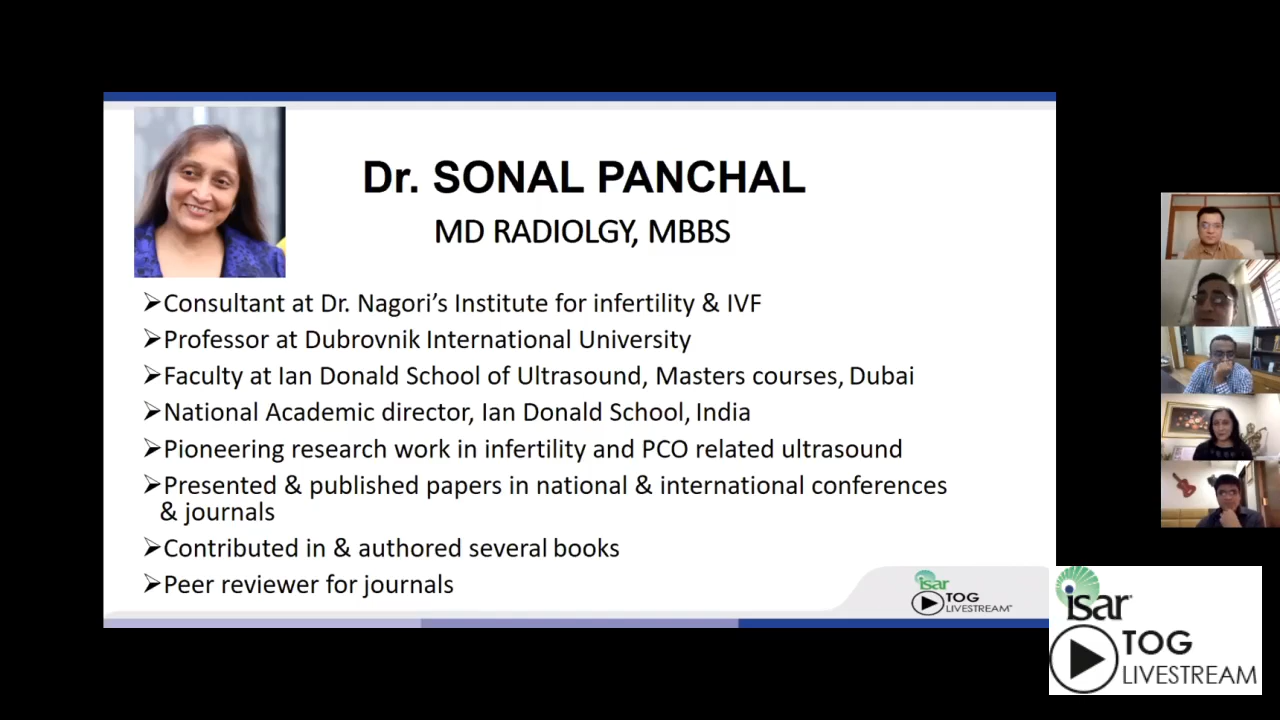 Dr. SONAL PANCHAL
MD RADIOLGY, MBBS
➢Consultant at Dr. Nagori’s Institute for infertility & IVF
➢Professor at Dubrovnik International University
➢Faculty at Ian Donald School of Ultrasound, Masters courses, Dubai
➢National Academic director, Ian Donald School, India
➢Pioneering research work in infertility and PCO related ultrasound
➢Presented & published papers in national & international conferences
& journals
➢Contributed in & authored several books
➢Peer reviewer for journals
isar
TOG
LIVESTREAM™
isar
TOG
LIVESTREAM